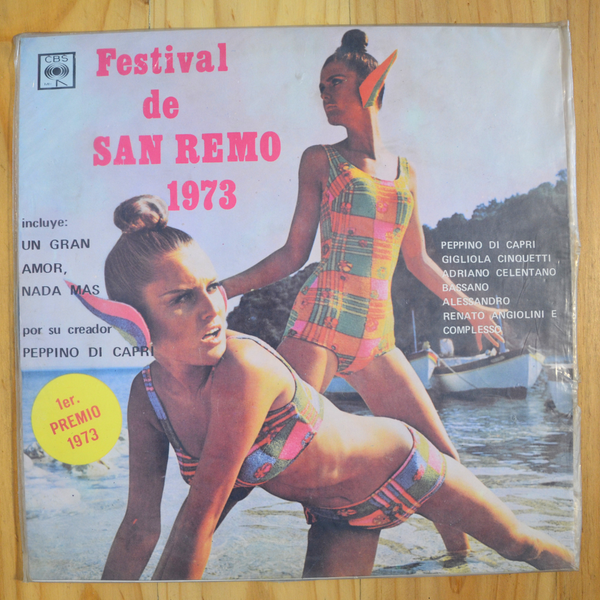 CBS
Festival
de
SAN REMO
1973
incluye:
UN GRAN
AMOR,
NADA MAS
por su creador
PEPPINO DI CAPRI
1er.
PREMIO
1973
PEPPINO DI CAPRI
GIGLIOLA CINQUETTI
ADRIANO CELENTANO
BASSANO
ALESSANDRO
RENATO ANGIOLINI E
COMPLESSO